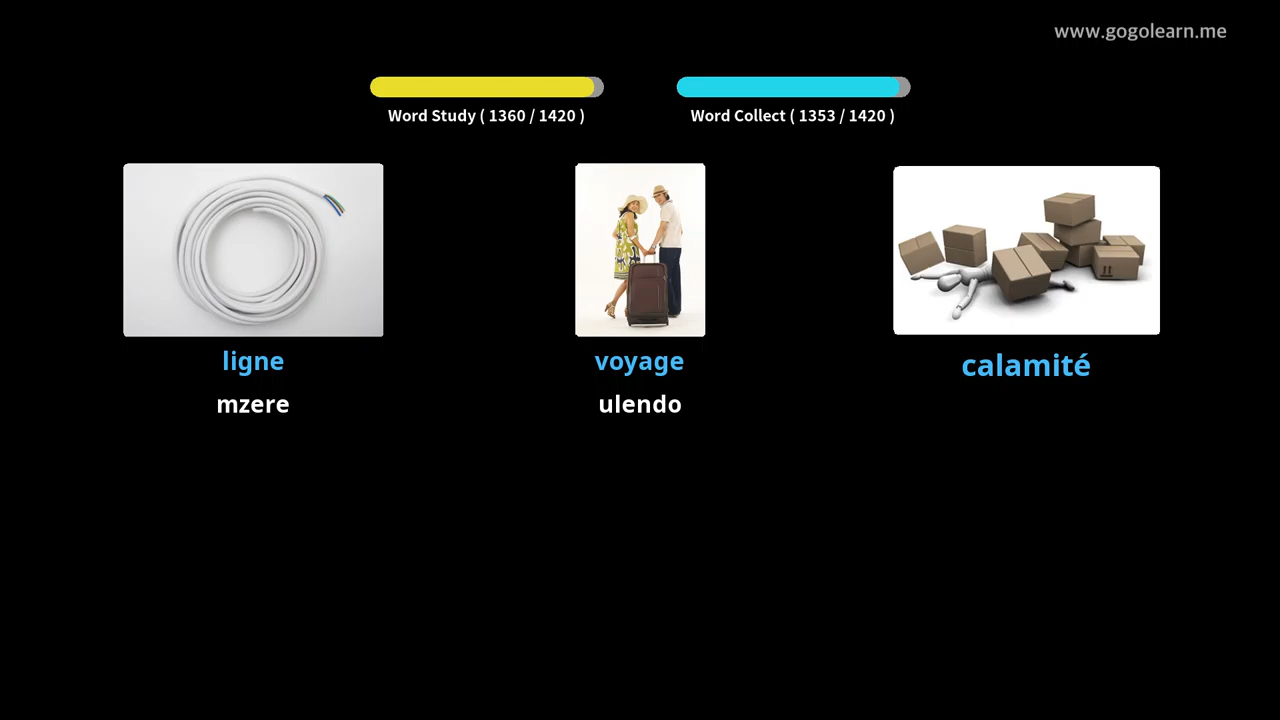 www.gogolearn.me
Word Study ( 1360 / 1420 )
Word Collect ( 1353 / 1420 )
ligne
voyage
calamité
mzere
ulendo